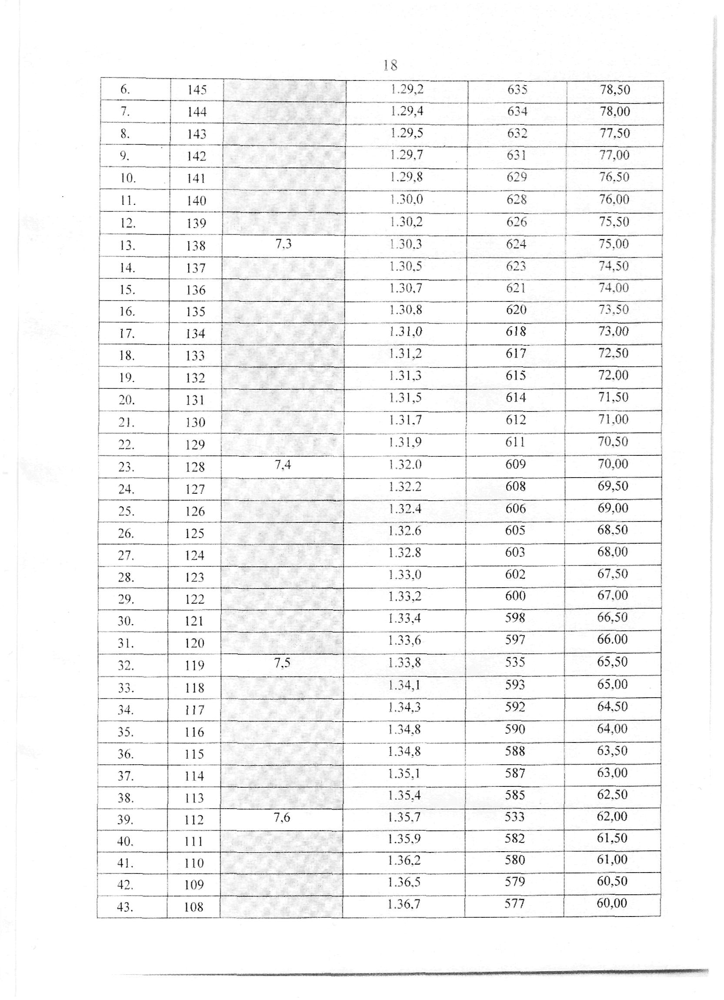 18
6. 145 1.29,2 635 78,50
7. 144 1.29,4 634 78,00
8. 143 1.29,5 632 77,50
9. 142 1.29,7 631 77,00
10. 141 1.29,8 629 76,50
11. 140 1.30,0 628 76,00
12. 139 1.30,2 626 75,50
13. 138 7,3 1.30,3 624 75,00
14. 137 1.30,5 623 74,50
15. 136 1.30,7 621 74,00
16. 135 1.30,8 620 73,50
17. 134 1.31,0 618 73,00
18. 133 1.31,2 617 72,50
19. 132 1.31,3 615 72,00
20. 131 1.31,5 614 71,50
21. 130 1.31,7 612 71,00
22. 129 1.31,9 611 70,50
23. 128 7,4 1.32.0 609 70,00
24. 127 1.32.2 608 69,50
25. 126 1.32.4 606 69,00
26. 125 1.32.6 605 68,50
27. 124 1.32.8 603 68,00
28. 123 1.33,0 602 67,50
29. 122 1.33,2 600 67,00
30. 121 1.33,4 598 66,50
31. 120 1.33,6 597 66.00
32. 119 7,5 1.33,8 535 65,50
33. 118 1.34,1 593 65,00
34. 117 1.34,3 592 64,50
35. 116 1.34,8 590 64,00
36. 115 1.34,8 588 63,50
37. 114 1.35,1 587 63,00
38. 113 1.35,4 585 62,50
39. 112 7,6 1.35,7 533 62,00
40. 111 1.35,9 582 61,50
41. 110 1.36,2 580 61,00
42. 109 1.36,5 579 60,50
43. 108 1.36,7 577 60,00